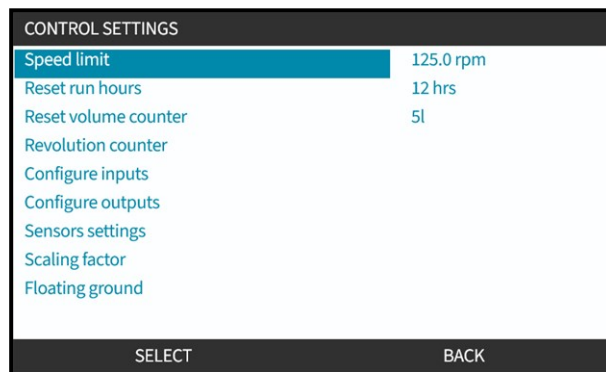 CONTROL SETTINGS
Speed limit 125.0 rpm
Reset run hours 12 hrs
Reset volume counter 5l
Revolution counter
Configure inputs
Configure outputs
Sensors settings
Scaling factor
Floating ground
SELECT BACK